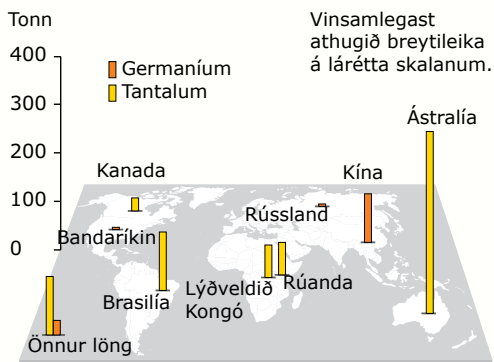 Tonn
400
300
200
100
0
Germaníum
Tantalum
Vinsamlegast
athugið breytileika
á lárétta skalanum.
Ástralía
Kanada
Kína
Rússland
Bandaríkin
Brasilía
Lýðveldið
Kongó
Rúanda
Önnur löng